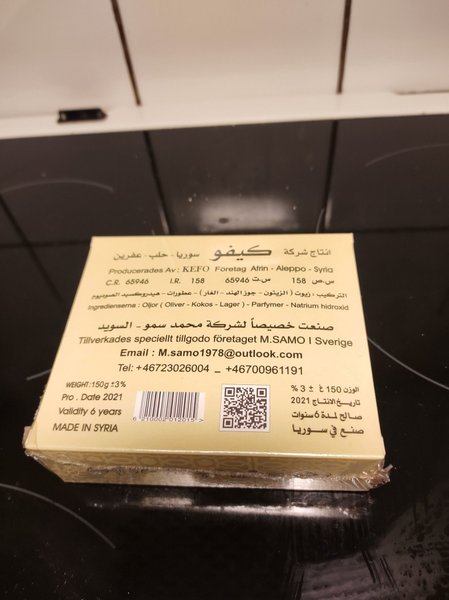 انتاج شركة كيفو سوريا - حلب - عفرين
Producerades Av : KEFO Foretag Afrin - Aleppo - Syria
C.R. 65946 I.R. 158 س.ت 65946 س.ص 158
التركيب - زيوت ( الزيتون - جوز الهند - الغار ) - عطورات - هيدروكسيد الصوديوم
Ingredienserna : Oljor ( Oliver - Kokos - Lager ) - Parfymer - Natrium hidroxid
صنعت خصيصاً لشركة محمد سمو - السويد
Tillverkades speciellt tillgodo företaget M.SAMO I Sverige
Email : M.samo1978@outlook.com
Tel: +46723026004 _ +46700961191
WEIGHT: 150g ±3% الوزن 150 غ ± 3 %
Pro . Date 2021 تاريخ الانتاج 2021
Validity 6 years صالح لمدة 6 سنوات
MADE IN SYRIA صنع في سوريا
6210002012015